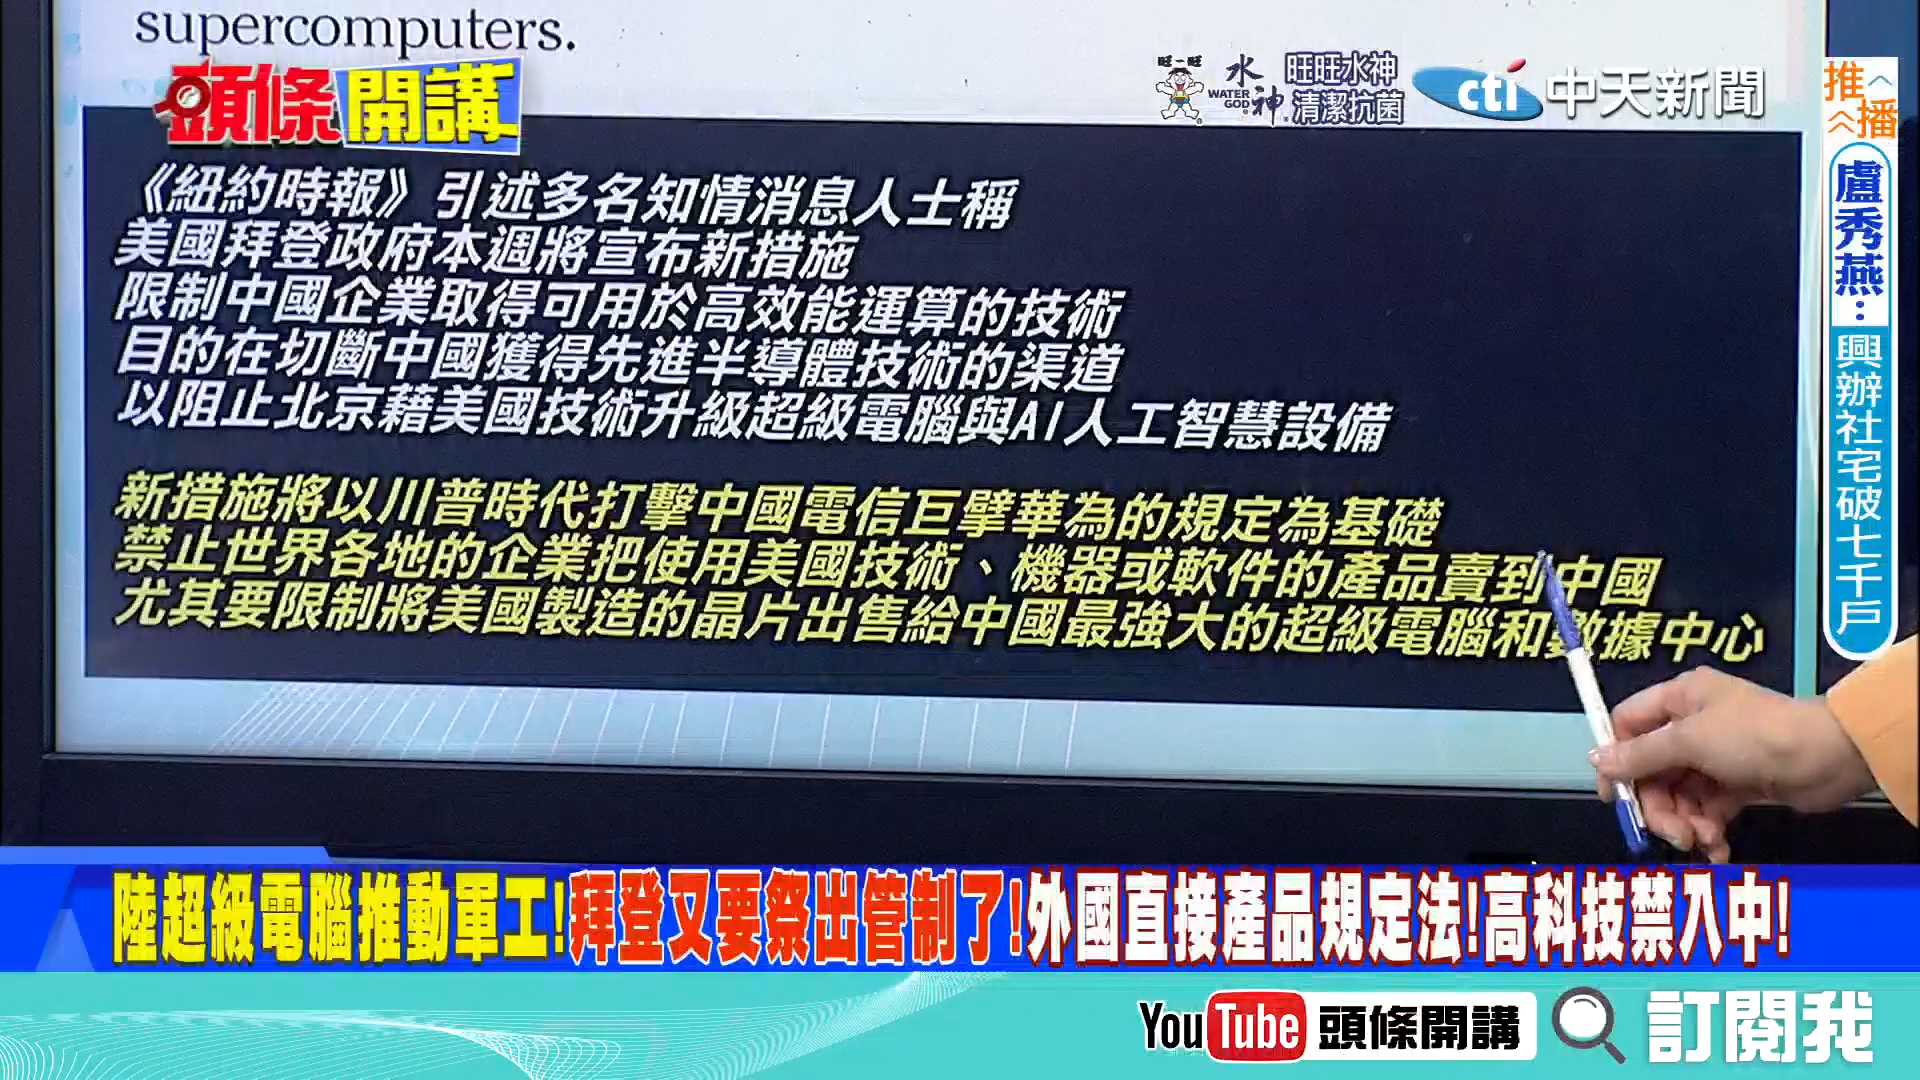 supercomputers.
頭條開講
旺一旺
WATER GOD
水神
旺旺水神
清潔抗菌
cti 中天新聞
推播
盧秀燕:興辦社宅破七千戶
《紐約時報》引述多名知情消息人士稱
美國拜登政府本週將宣布新措施
限制中國企業取得可用於高效能運算的技術
目的在切斷中國獲得先進半導體技術的渠道
以阻止北京藉美國技術升級超級電腦與AI人工智慧設備
新措施將以川普時代打擊中國電信巨擘華為的規定為基礎
禁止世界各地的企業把使用美國技術、機器或軟件的產品賣到中國
尤其要限制將美國製造的晶片出售給中國最強大的超級電腦和數據中心
陸超級電腦推動軍工!拜登又要祭出管制了!外國直接產品規定法!高科技禁入中!
YouTube 頭條開講 訂閱我